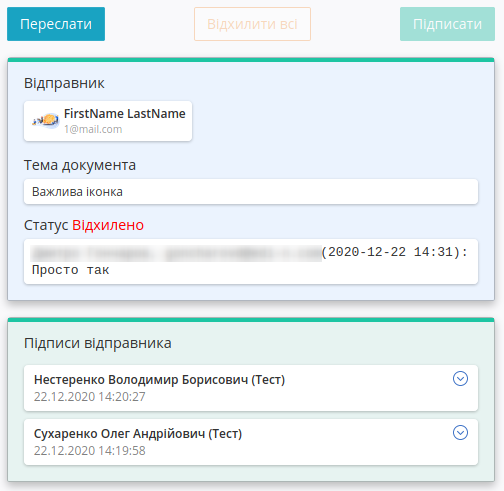 Переслати
Відхилити всі
Підписати
Відправник
FirstName LastName
1@mail.com
Тема документа
Важлива іконка
Статус Відхилено
(2020-12-22 14:31):
Просто так
Підписи відправника
Нестеренко Володимир Борисович (Тест)
22.12.2020 14:20:27
Сухаренко Олег Андрійович (Тест)
22.12.2020 14:19:58